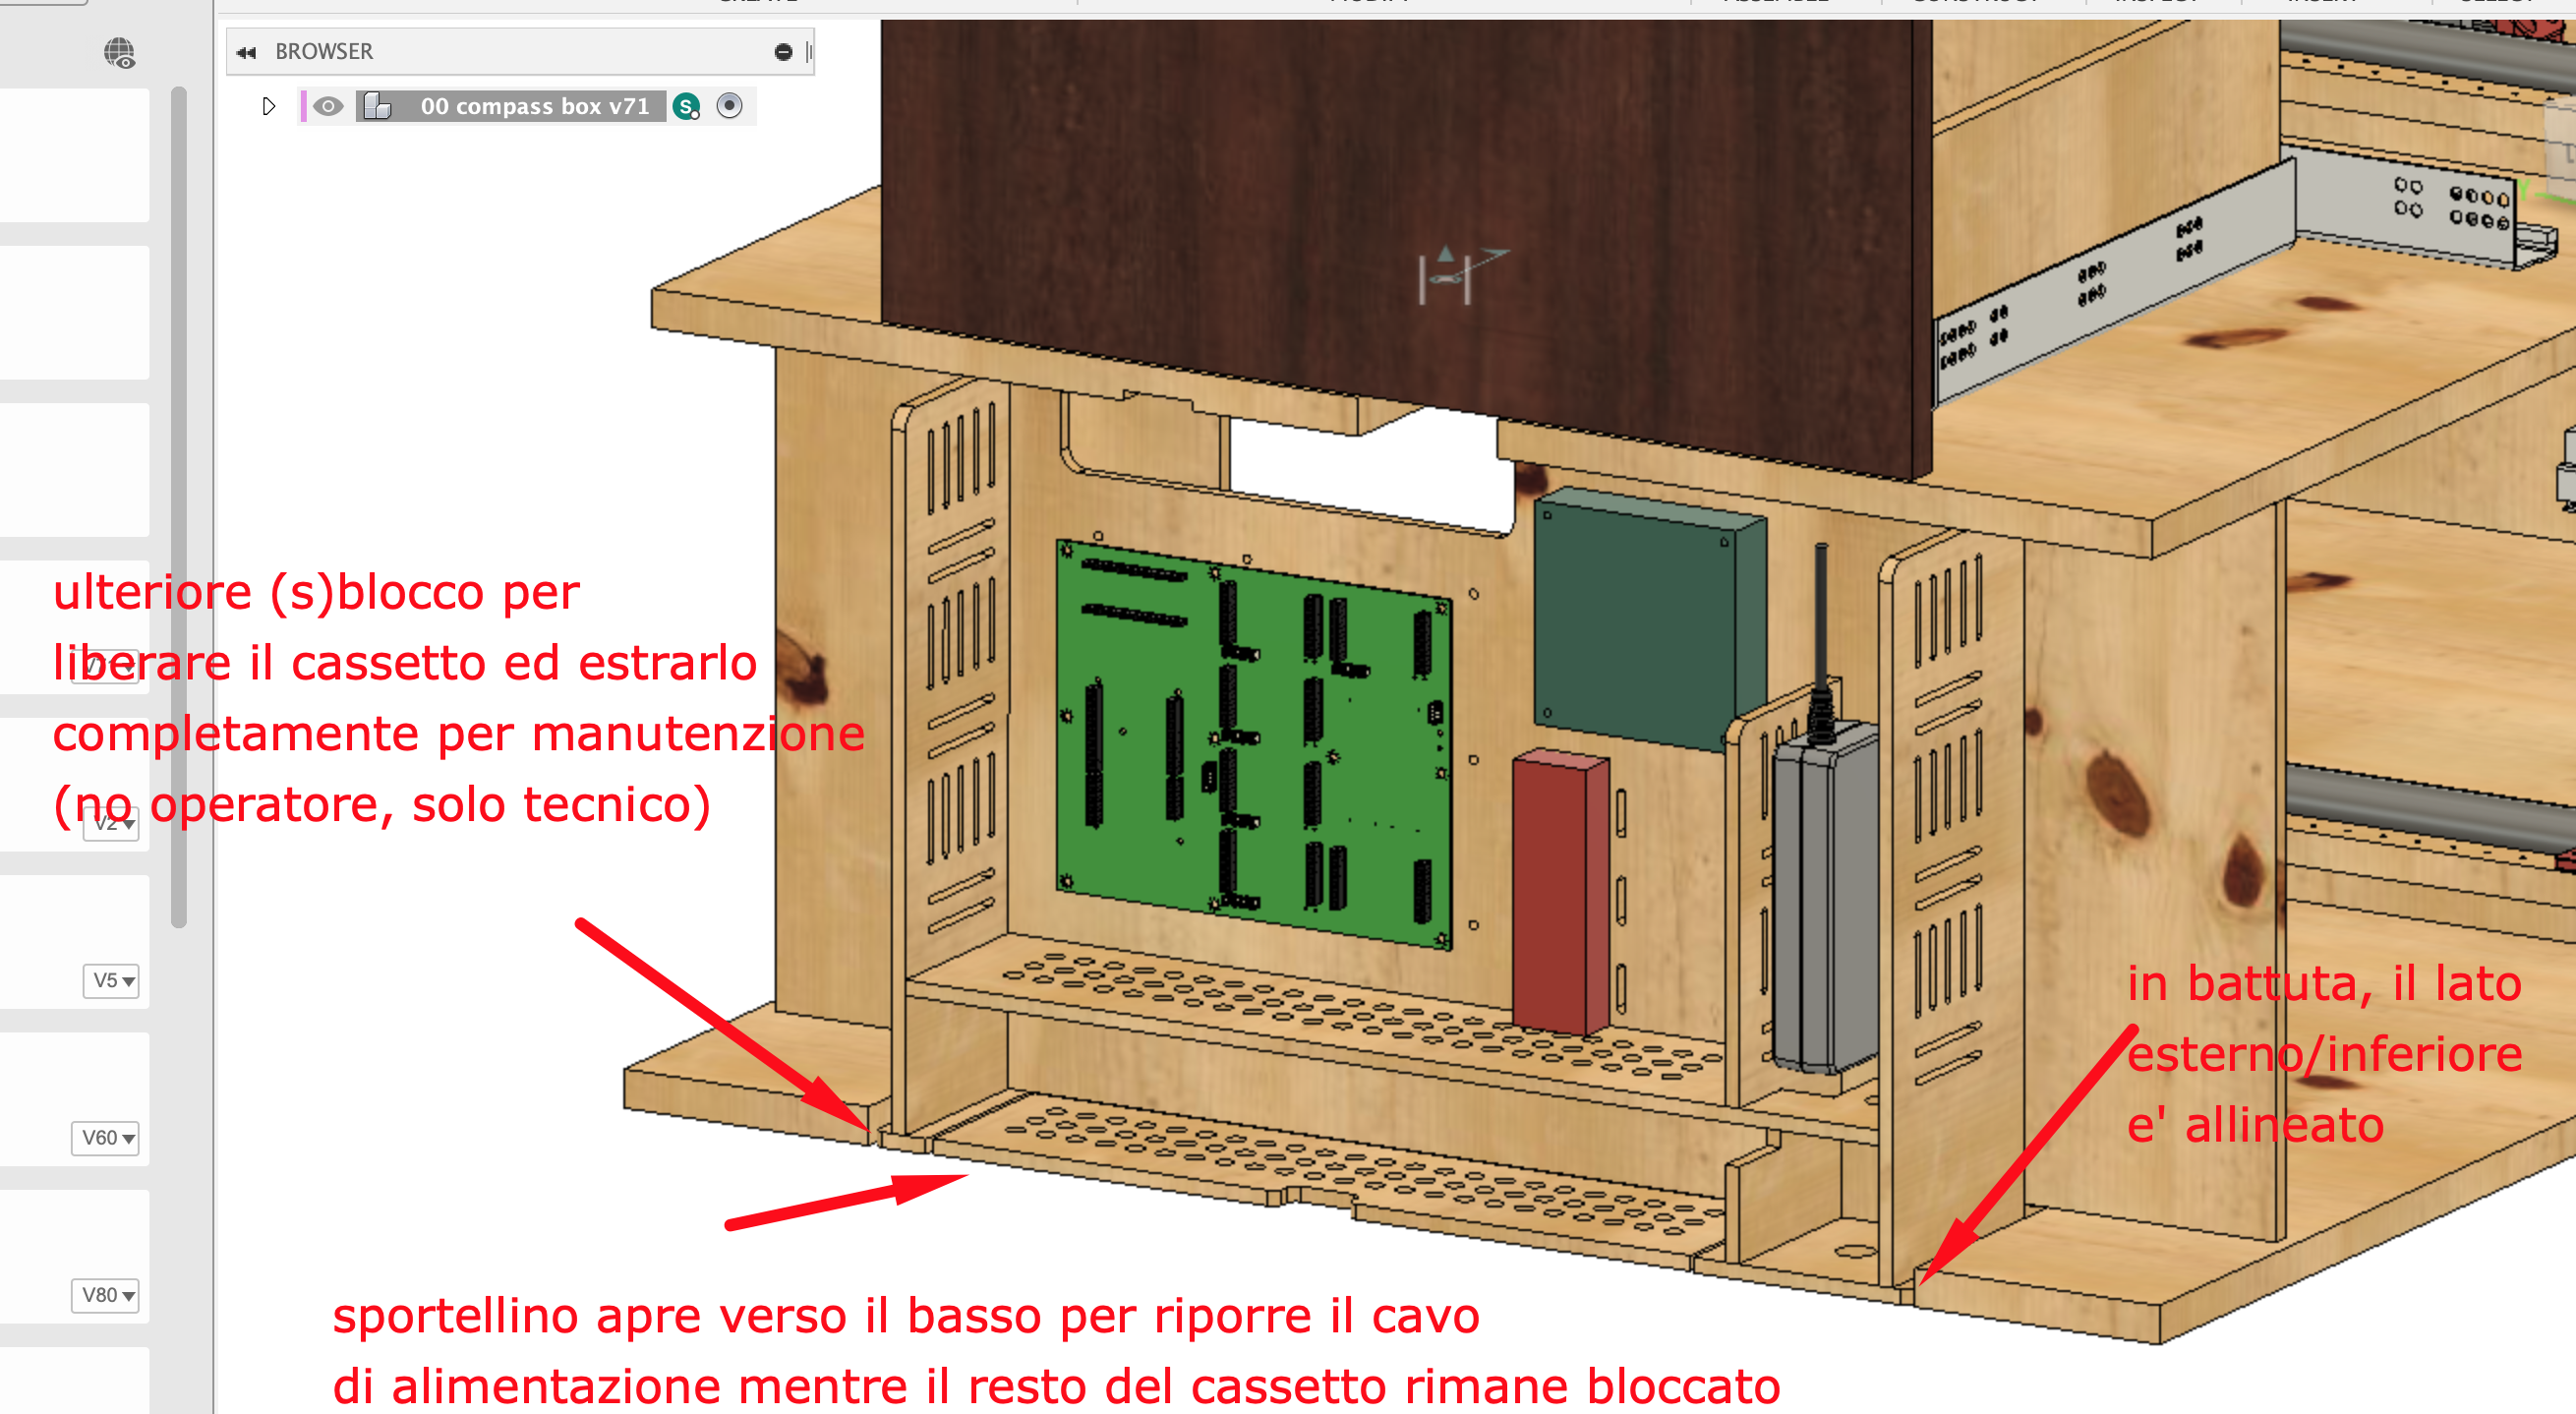 BROWSER
00 compass box v71
S
ulteriore (s)blocco per
liberare il cassetto ed estrarlo
completamente per manutenzione
(no operatore, solo tecnico)
V2
V5
V60
V80
in battuta, il lato
esterno/inferiore
e' allineato
sportellino apre verso il basso per riporre il cavo
di alimentazione mentre il resto del cassetto rimane bloccato